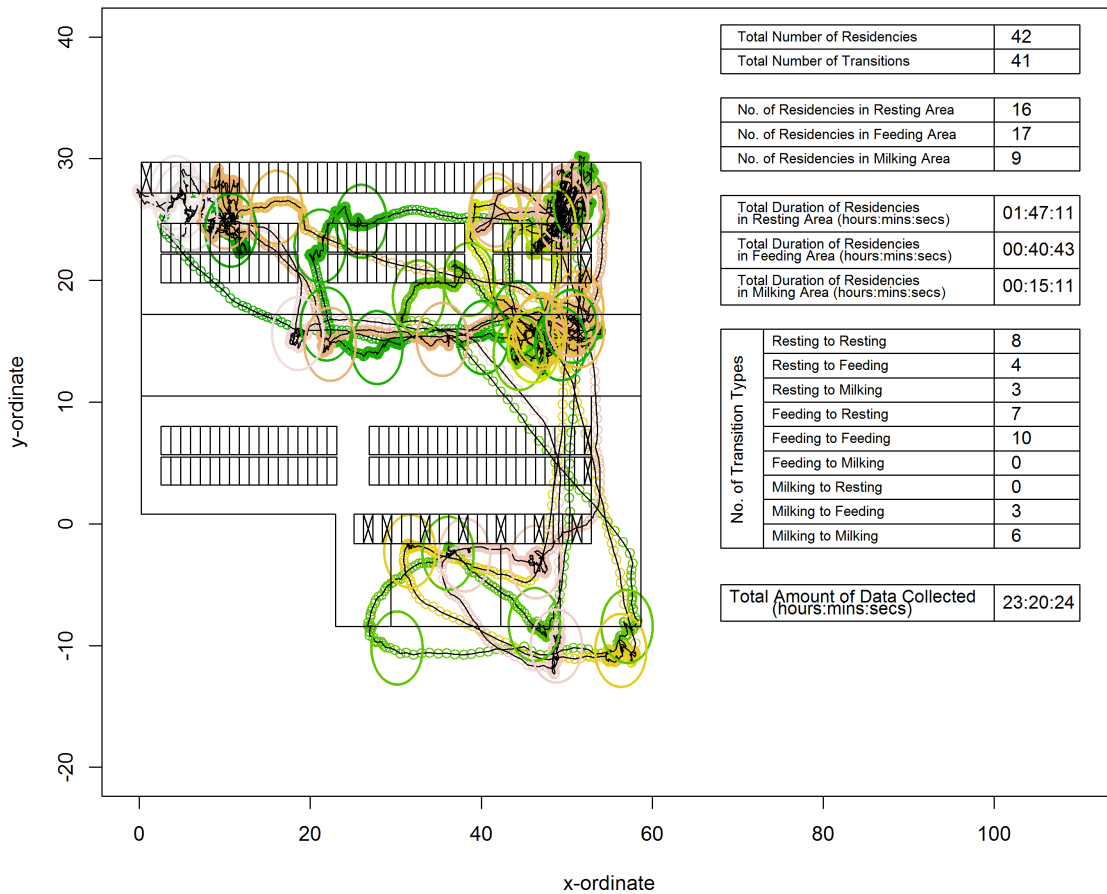 Total Number of Residencies 42
Total Number of Transitions 41
No. of Residencies in Resting Area 16
No. of Residencies in Feeding Area 17
No. of Residencies in Milking Area 9
Total Duration of Residencies
in Resting Area (hours:mins:secs) 01:47:11
Total Duration of Residencies
in Feeding Area (hours:mins:secs) 00:40:43
Total Duration of Residencies
in Milking Area (hours:mins:secs) 00:15:11
No. of Transition Types
Resting to Resting 8
Resting to Feeding 4
Resting to Milking 3
Feeding to Resting 7
Feeding to Feeding 10
Feeding to Milking 0
Milking to Resting 0
Milking to Feeding 3
Milking to Milking 6
Total Amount of Data Collected
(hours:mins:secs) 23:20:24
y-ordinate
40
30
20
10
0
-10
-20
0 20 40 60 80 100
x-ordinate